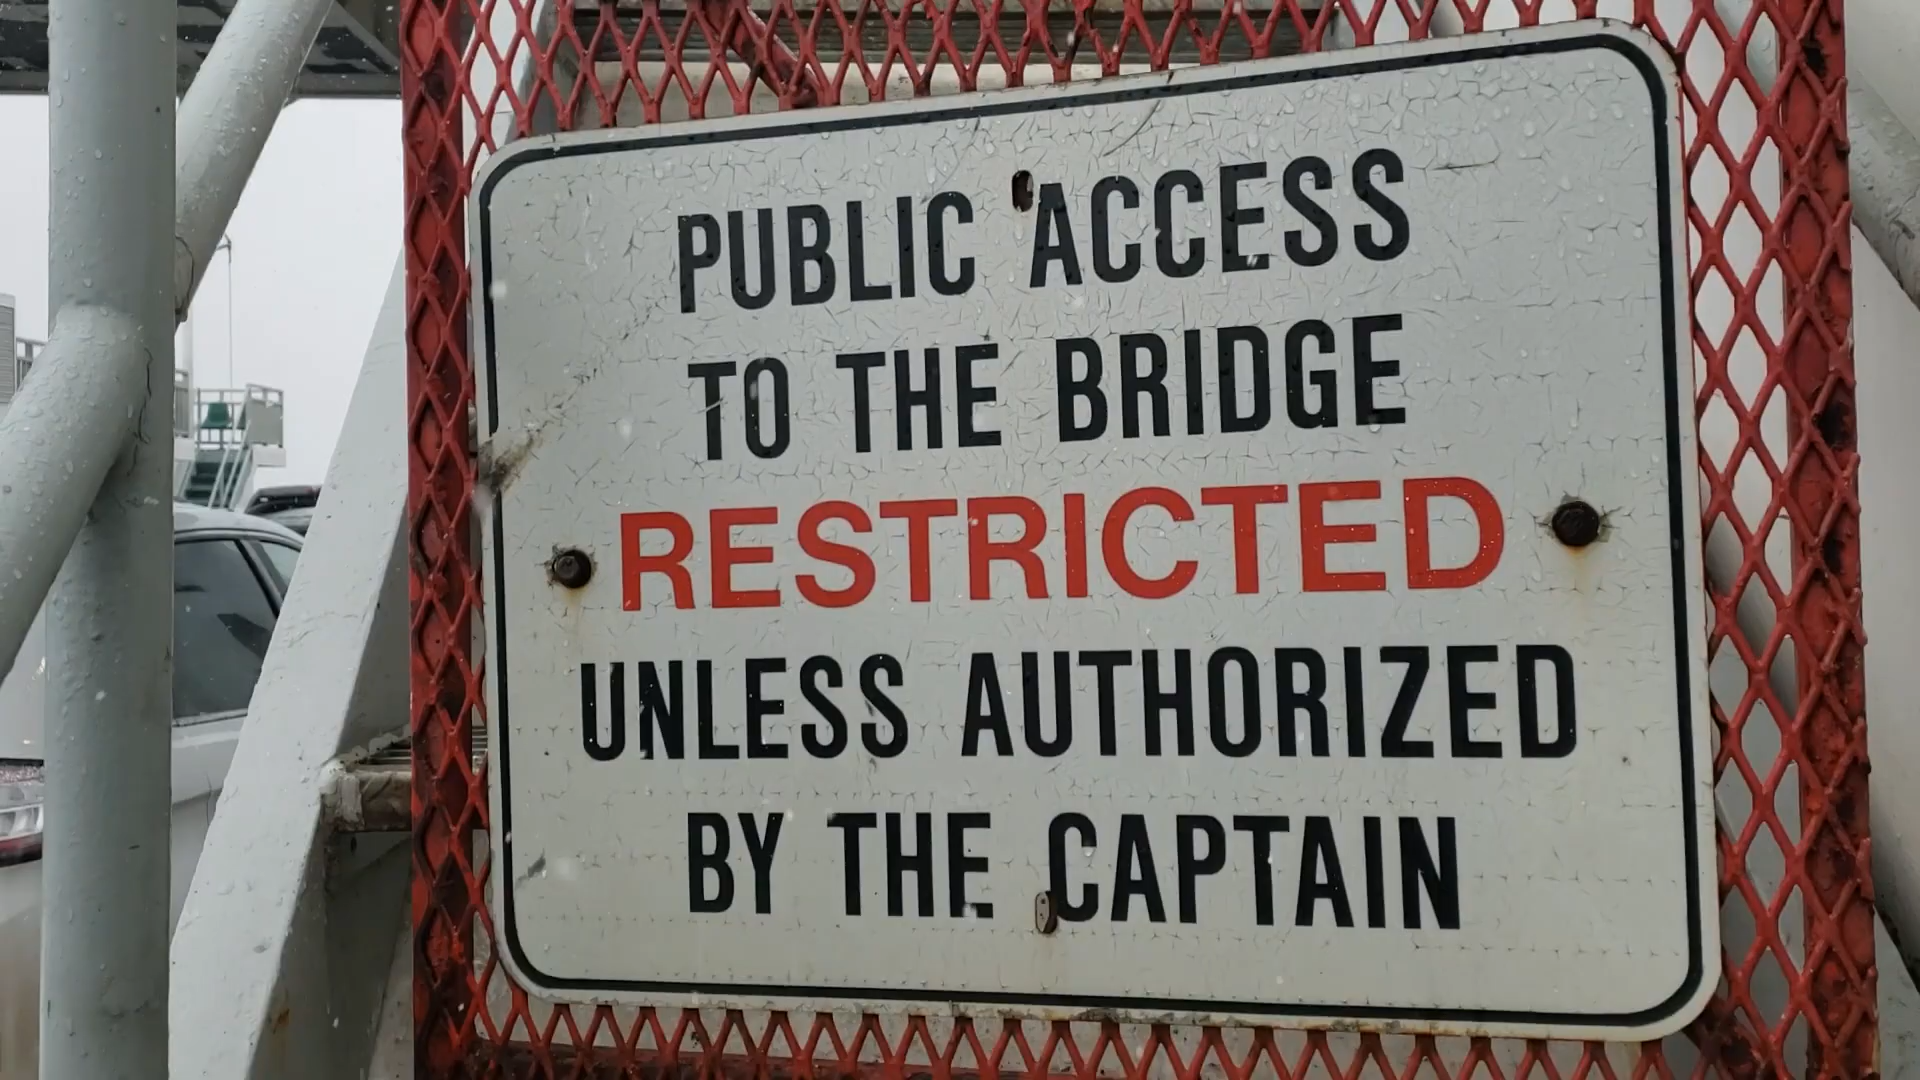 PUBLIC ACCESS
TO THE BRIDGE
RESTRICTED
UNLESS AUTHORIZED
BY THE CAPTAIN